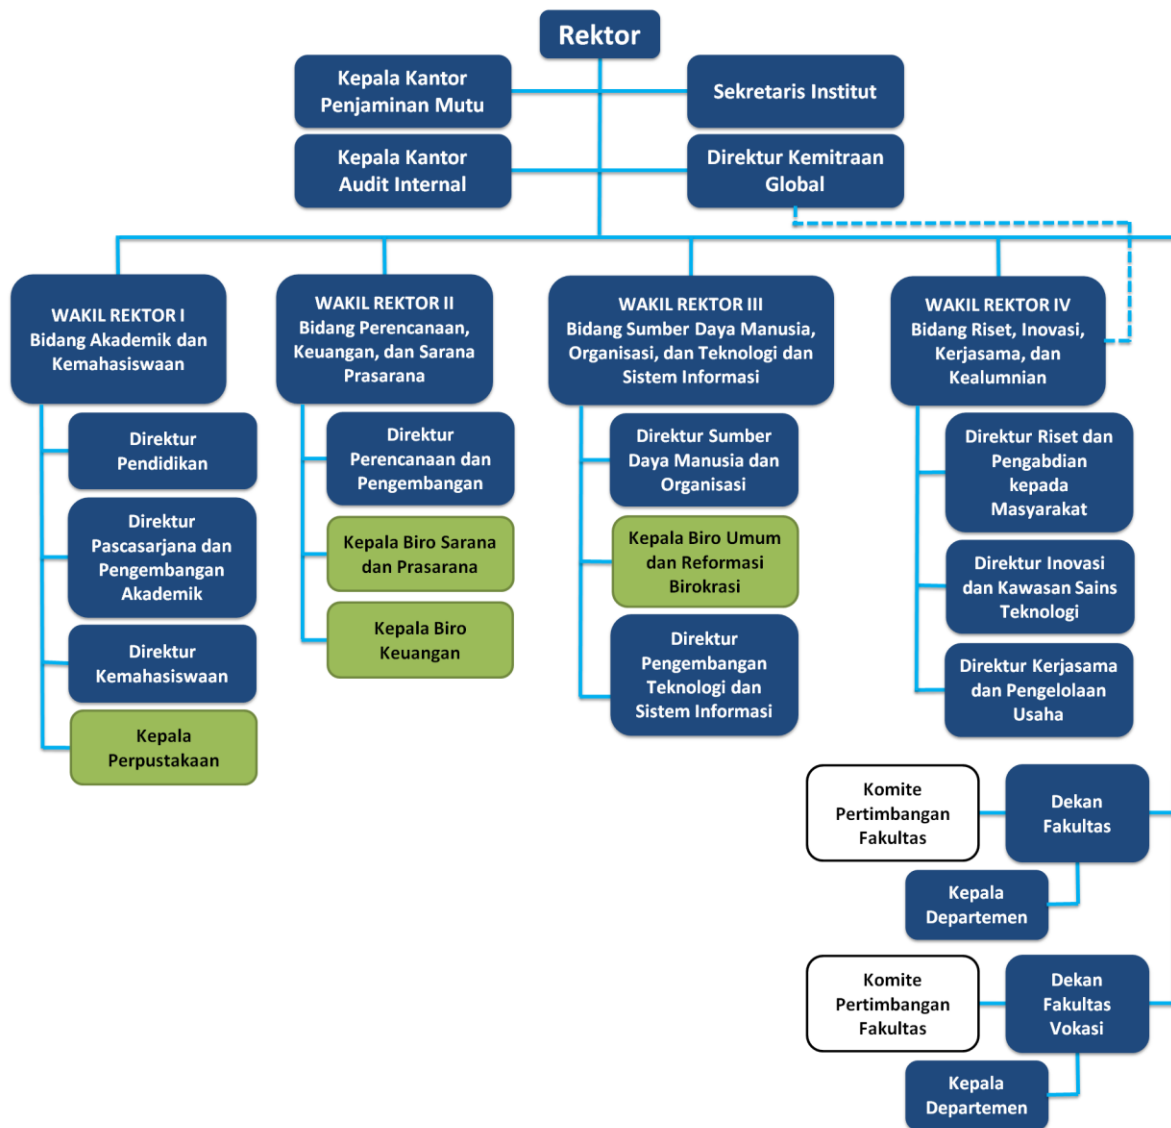 Rektor
Kepala Kantor
Penjaminan Mutu
Sekretaris Institut
Kepala Kantor
Audit Internal
Direktur Kemitraan
Global
WAKIL REKTOR I
Bidang Akademik dan
Kemahasiswaan
WAKIL REKTOR II
Bidang Perencanaan,
Keuangan, dan Sarana
Prasarana
WAKIL REKTOR III
Bidang Sumber Daya Manusia,
Organisasi, dan Teknologi dan
Sistem Informasi
WAKIL REKTOR IV
Bidang Riset, Inovasi,
Kerjasama, dan
Kealumnian
Direktur
Pendidikan
Direktur
Pascasarjana dan
Pengembangan
Akademik
Direktur
Kemahasiswaan
Kepala
Perpustakaan
Direktur
Perencanaan dan
Pengembangan
Kepala Biro Sarana
dan Prasarana
Kepala Biro
Keuangan
Direktur Sumber
Daya Manusia dan
Organisasi
Kepala Biro Umum
dan Reformasi
Birokrasi
Direktur
Pengembangan
Teknologi dan
Sistem Informasi
Direktur Riset dan
Pengabdian
kepada
Masyarakat
Direktur Inovasi
dan Kawasan Sains
Teknologi
Direktur Kerjasama
dan Pengelolaan
Usaha
Komite
Pertimbangan
Fakultas
Dekan
Fakultas
Kepala
Departemen
Komite
Pertimbangan
Fakultas
Dekan
Fakultas
Vokasi
Kepala
Departemen